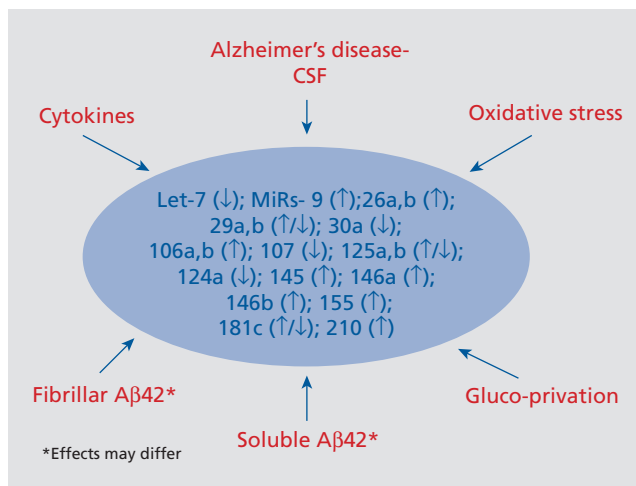 Alzheimer's disease-
CSF
Cytokines
Oxidative stress
Let-7 (↓); MiRs- 9 (↑);26a,b (↑);
29a,b (↑/↓); 30a (↓);
106a,b (↑); 107 (↓); 125a,b (↑/↓);
124a (↓); 145 (↑); 146a (↑);
146b (↑); 155 (↑);
181c (↑/↓); 210 (↑)
Fibrillar Aβ42*
Gluco-privation
Soluble Aβ42*
*Effects may differ